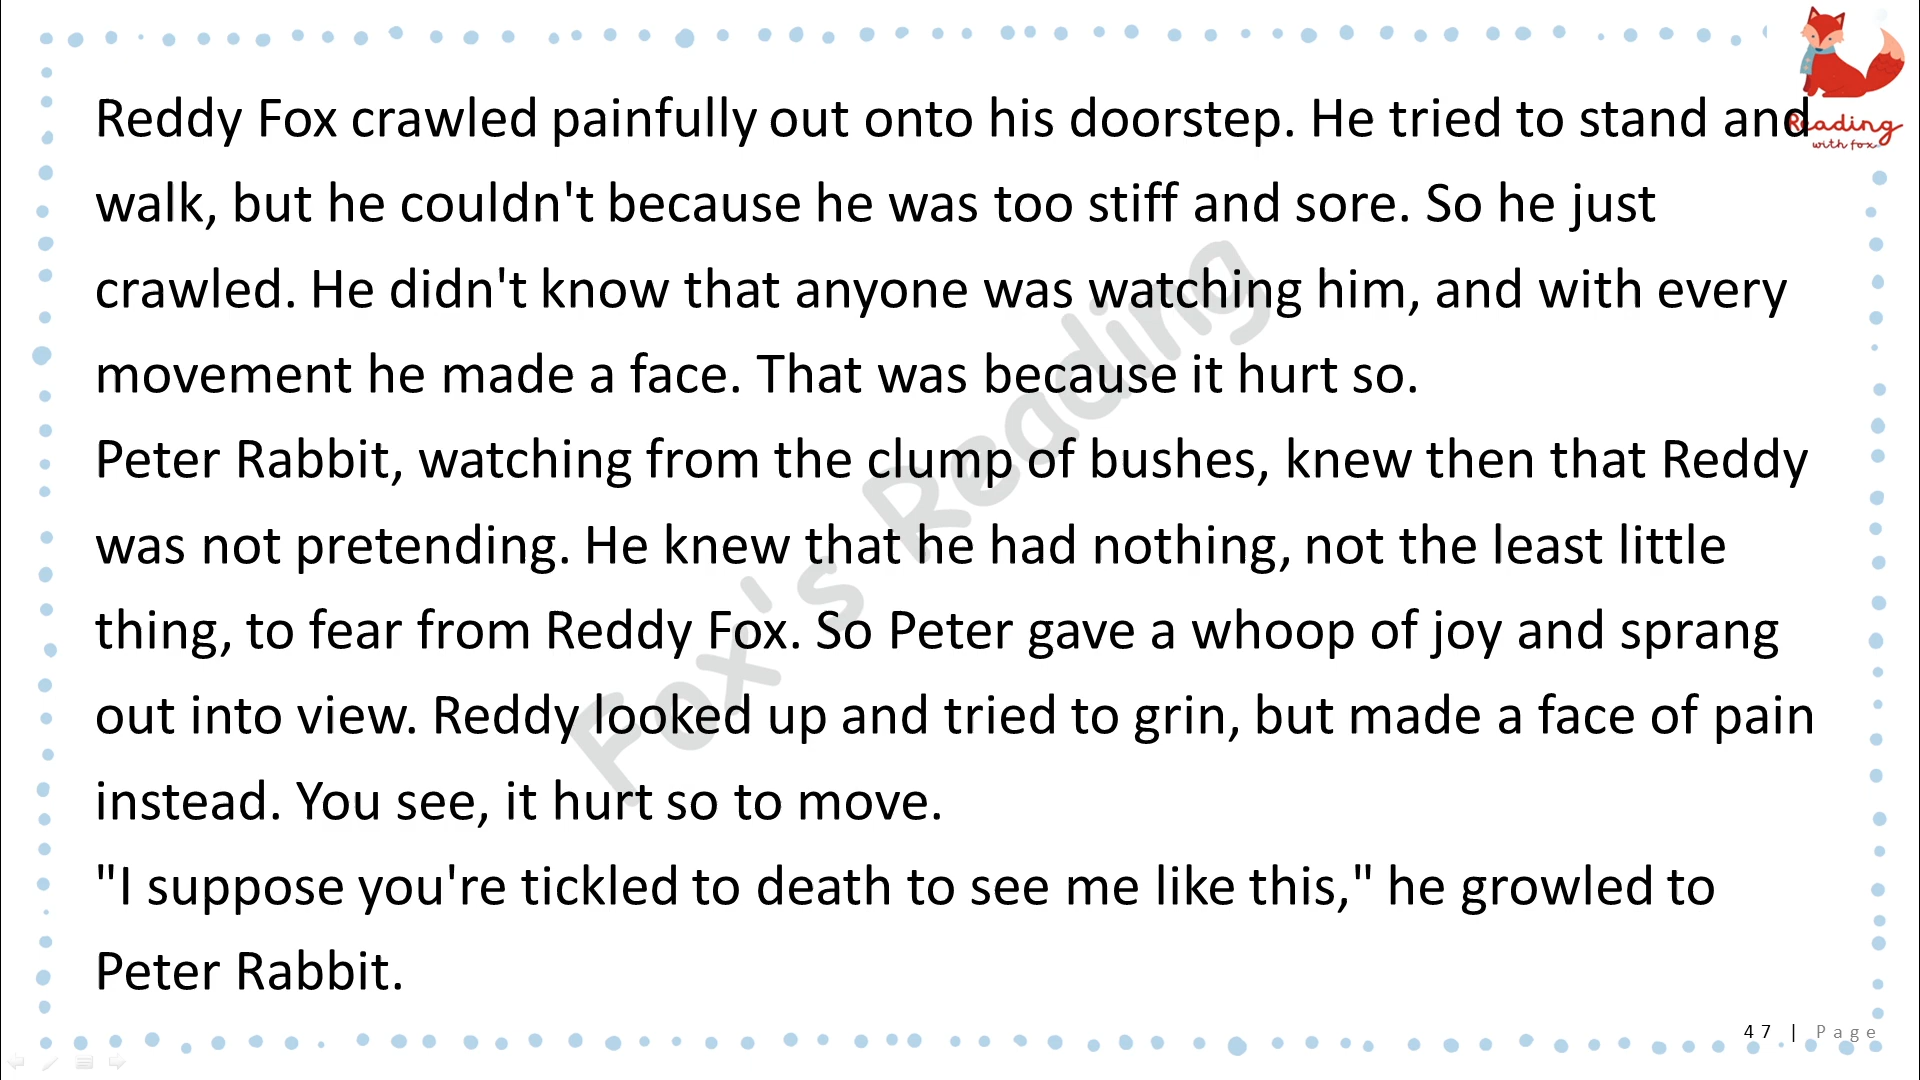 Reddy Fox crawled painfully out onto his doorstep. He tried to stand and
walk, but he couldn't because he was too stiff and sore. So he just
crawled. He didn't know that anyone was watching him, and with every
movement he made a face. That was because it hurt so.
Peter Rabbit, watching from the clump of bushes, knew then that Reddy
was not pretending. He knew that he had nothing, not the least little
thing, to fear from Reddy Fox. So Peter gave a whoop of joy and sprang
out into view. Reddy looked up and tried to grin, but made a face of pain
instead. You see, it hurt so to move.
"I suppose you're tickled to death to see me like this," he growled to
Peter Rabbit.
Reading
with fox
Fox's Reading
47 | Page